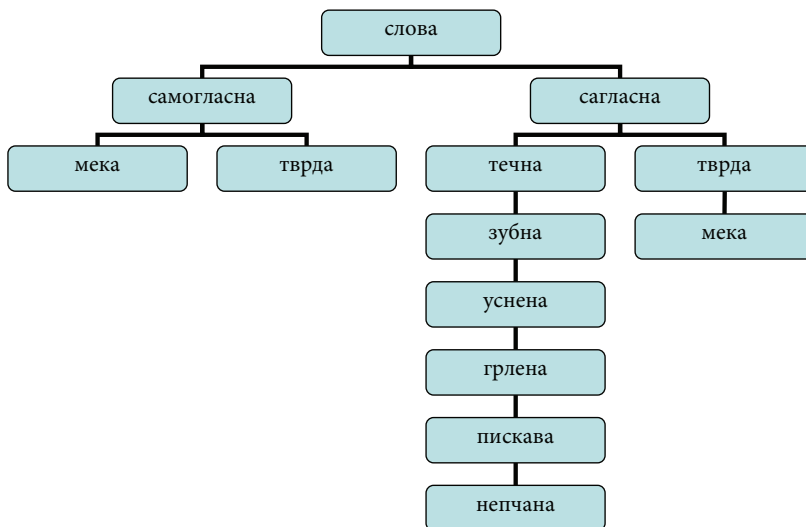 слова
самогласна
сагласна
мека
тврда
течна
тврда
зубна
мека
уснена
грлена
пискава
непчана